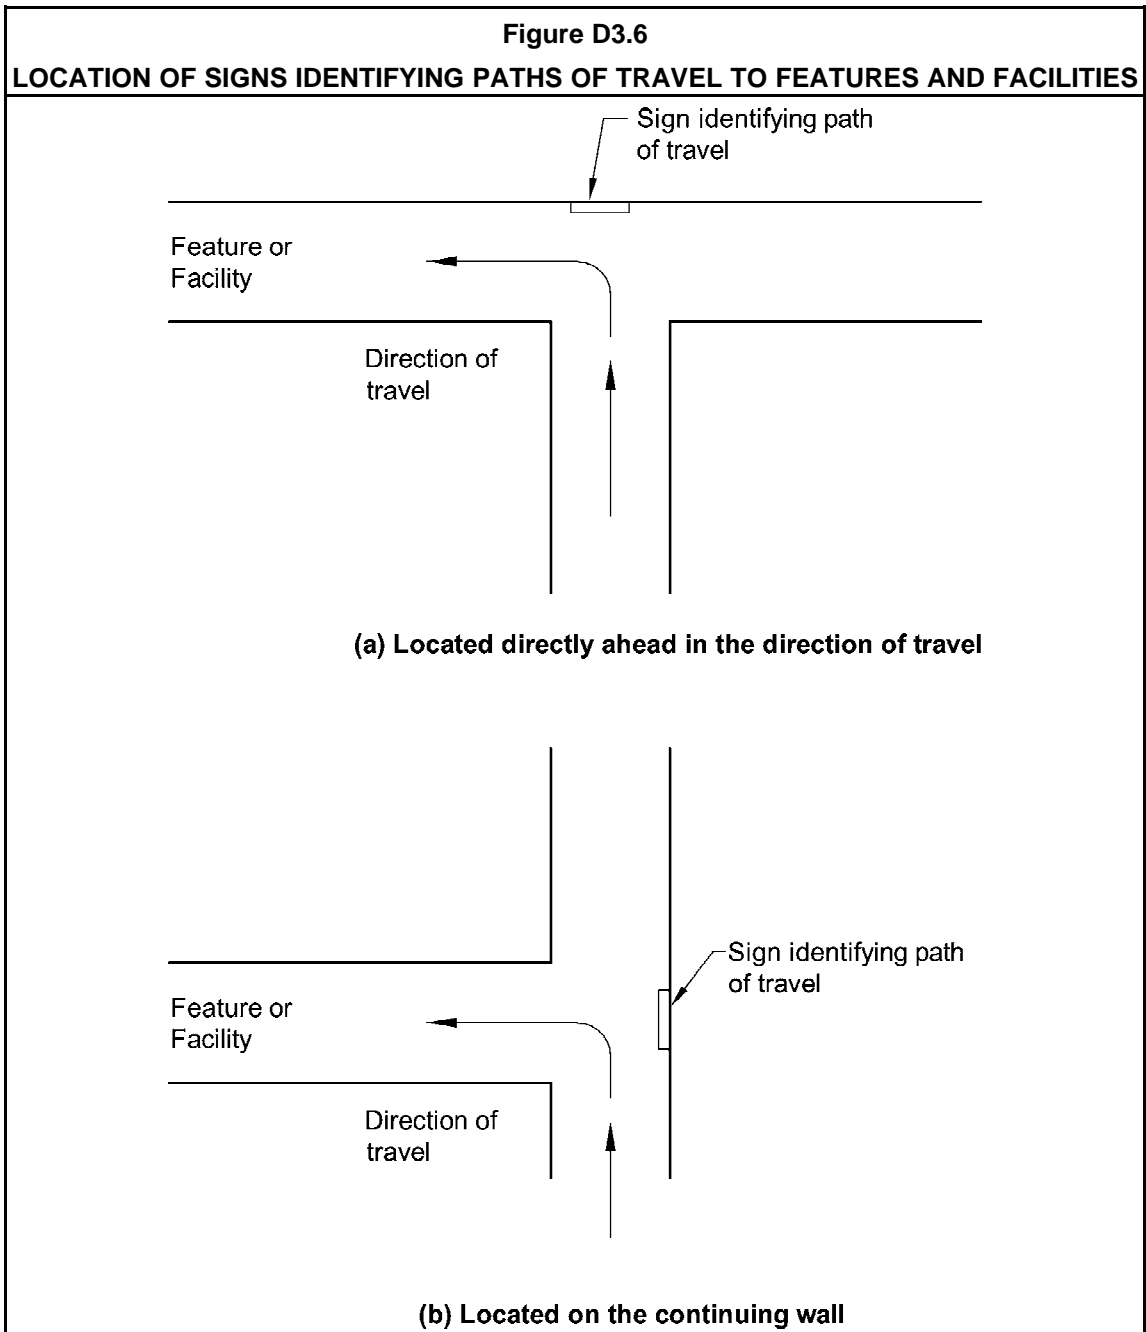 Figure D3.6
LOCATION OF SIGNS IDENTIFYING PATHS OF TRAVEL TO FEATURES AND FACILITIES
Sign identifying path
of travel
Feature or
Facility
Direction of
travel
(a) Located directly ahead in the direction of travel
Sign identifying path
of travel
Feature or
Facility
Direction of
travel
(b) Located on the continuing wall